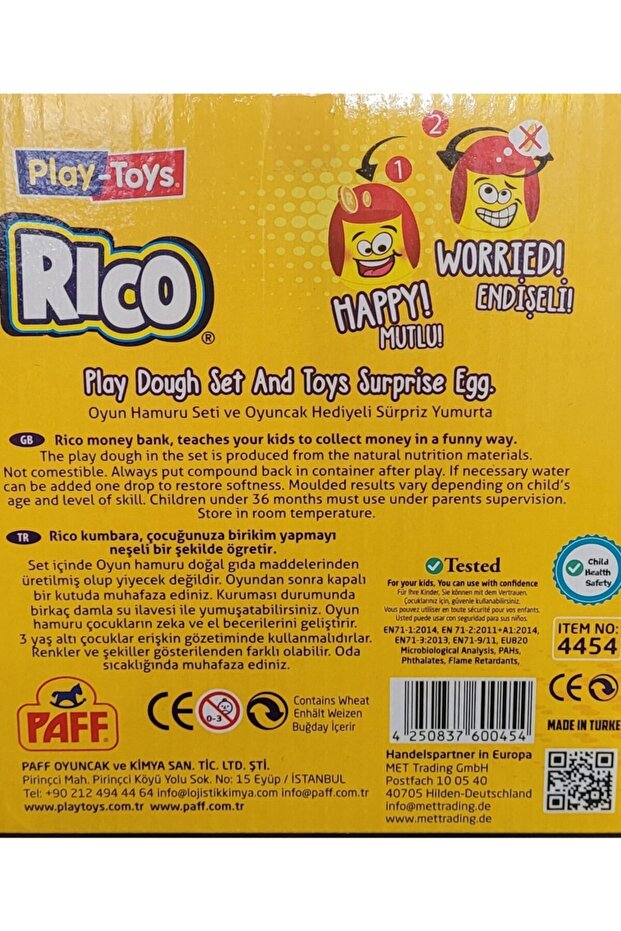 Play-Toys®
RICO®
1
2
HAPPY!
MUTLU!
WORRIED!
ENDİŞELİ!
Play Dough Set And Toys Surprise Egg.
Oyun Hamuru Seti ve Oyuncak Hediyeli Sürpriz Yumurta
GB Rico money bank, teaches your kids to collect money in a funny way.
The play dough in the set is produced from the natural nutrition materials.
Not comestible. Always put compound back in container after play. If necessary water
can be added one drop to restore softness. Moulded results vary depending on child's
age and level of skill. Children under 36 months must use under parents supervision.
Store in room temperature.
TR Rico kumbara, çocuğunuza birikim yapmayı
neşeli bir şekilde ögretir.
Set içinde Oyun hamuru doğal gıda maddelerinden
üretilmiş olup yiyecek değildir. Oyundan sonra kapalı
bir kutuda muhafaza ediniz. Kuruması durumunda
birkaç damla su ilavesi ile yumuşatabilirsiniz. Oyun
hamuru çocukların zeka ve el becerilerini geliştirir.
3 yaş altı çocuklar erişkin gözetiminde kullanmalıdırlar.
Renkler ve şekiller gösterilenden farklı olabilir. Oda
sıcaklığında muhafaza ediniz.
Tested
For your kids, You can use with confidence
Für Ihre Kinder, Sie können mit dem Vertrauen.
Çocuklarınız için, güvenle kullanabilirsiniz.
Vous pouvez utiliser en toute sécurité pour vos enfants.
Usted puede usar con seguridad para sus niños.
EN71-1:2014, EN 71-2:2011+A1:2014,
EN71-3:2013, EN71-9/11, EU820
Microbiological Analysis, PAHs,
Phthalates, Flame Retardants,
Child
Health
Safety
ITEM NO:
4454
PAFF
CE
0-3
Contains Wheat
Enhält Weizen
Buğday İçerir
4 250837 600454
CE
MADE IN TURKE
PAFF OYUNCAK ve KİMYA SAN. TİC. LTD. ŞTİ.
Pirinçci Mah. Pirinçci Köyü Yolu Sok. No: 15 Eyüp / İSTANBUL
Tel: +90 212 494 44 64 info@lojistikkimya.com info@paff.com.tr
www.playtoys.com.tr www.paff.com.tr
Handelspartner in Europa
MET Trading GmbH
Postfach 10 05 40
40705 Hilden-Deutschland
info@mettrading.de
www.mettrading.de